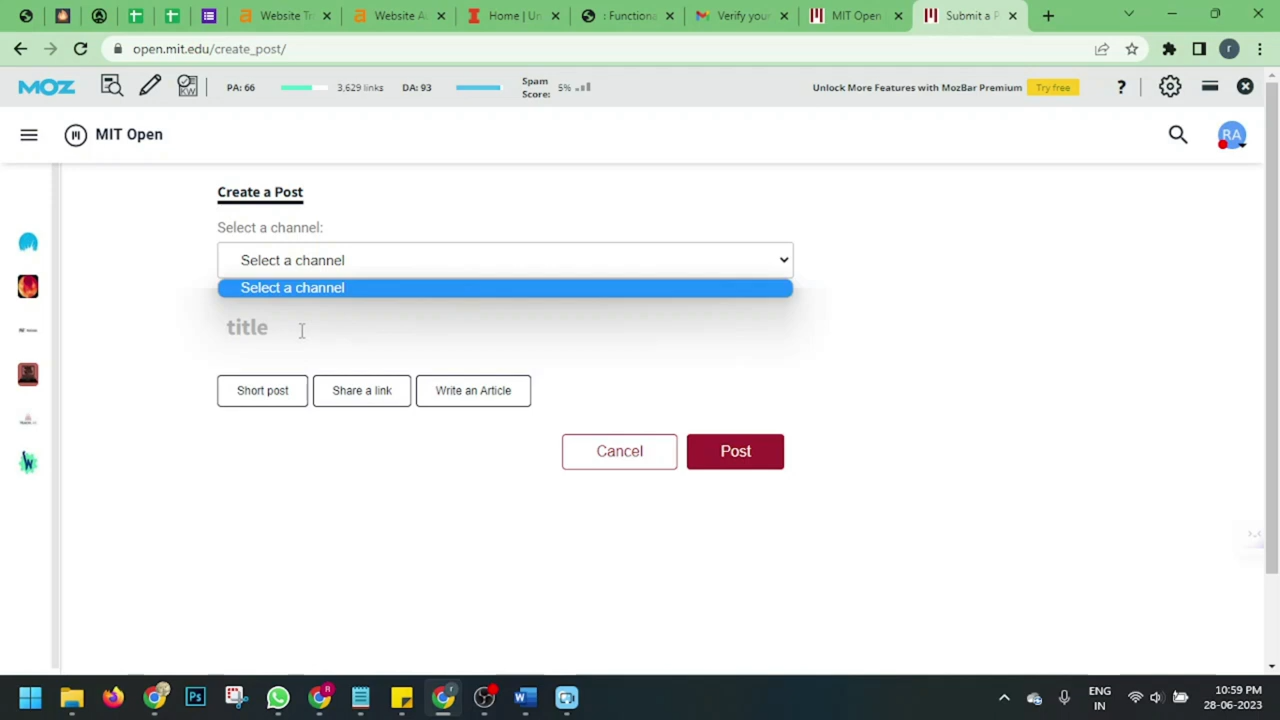 Website Tr
Website A
Home | Un
: Functiona
Verify your
MIT Open
Submit a P
open.mit.edu/create_post/
r
MOZ
KW
PA: 66
3,629 links
DA: 93
Spam
Score:
5%
Unlock More Features with MozBar Premium
Try free
?
MIT Open
RA
Create a Post
Select a channel:
Select a channel
Select a channel
title
Short post
Share a link
Write an Article
Cancel
Post
ENG
IN
10:59 PM
28-06-2023